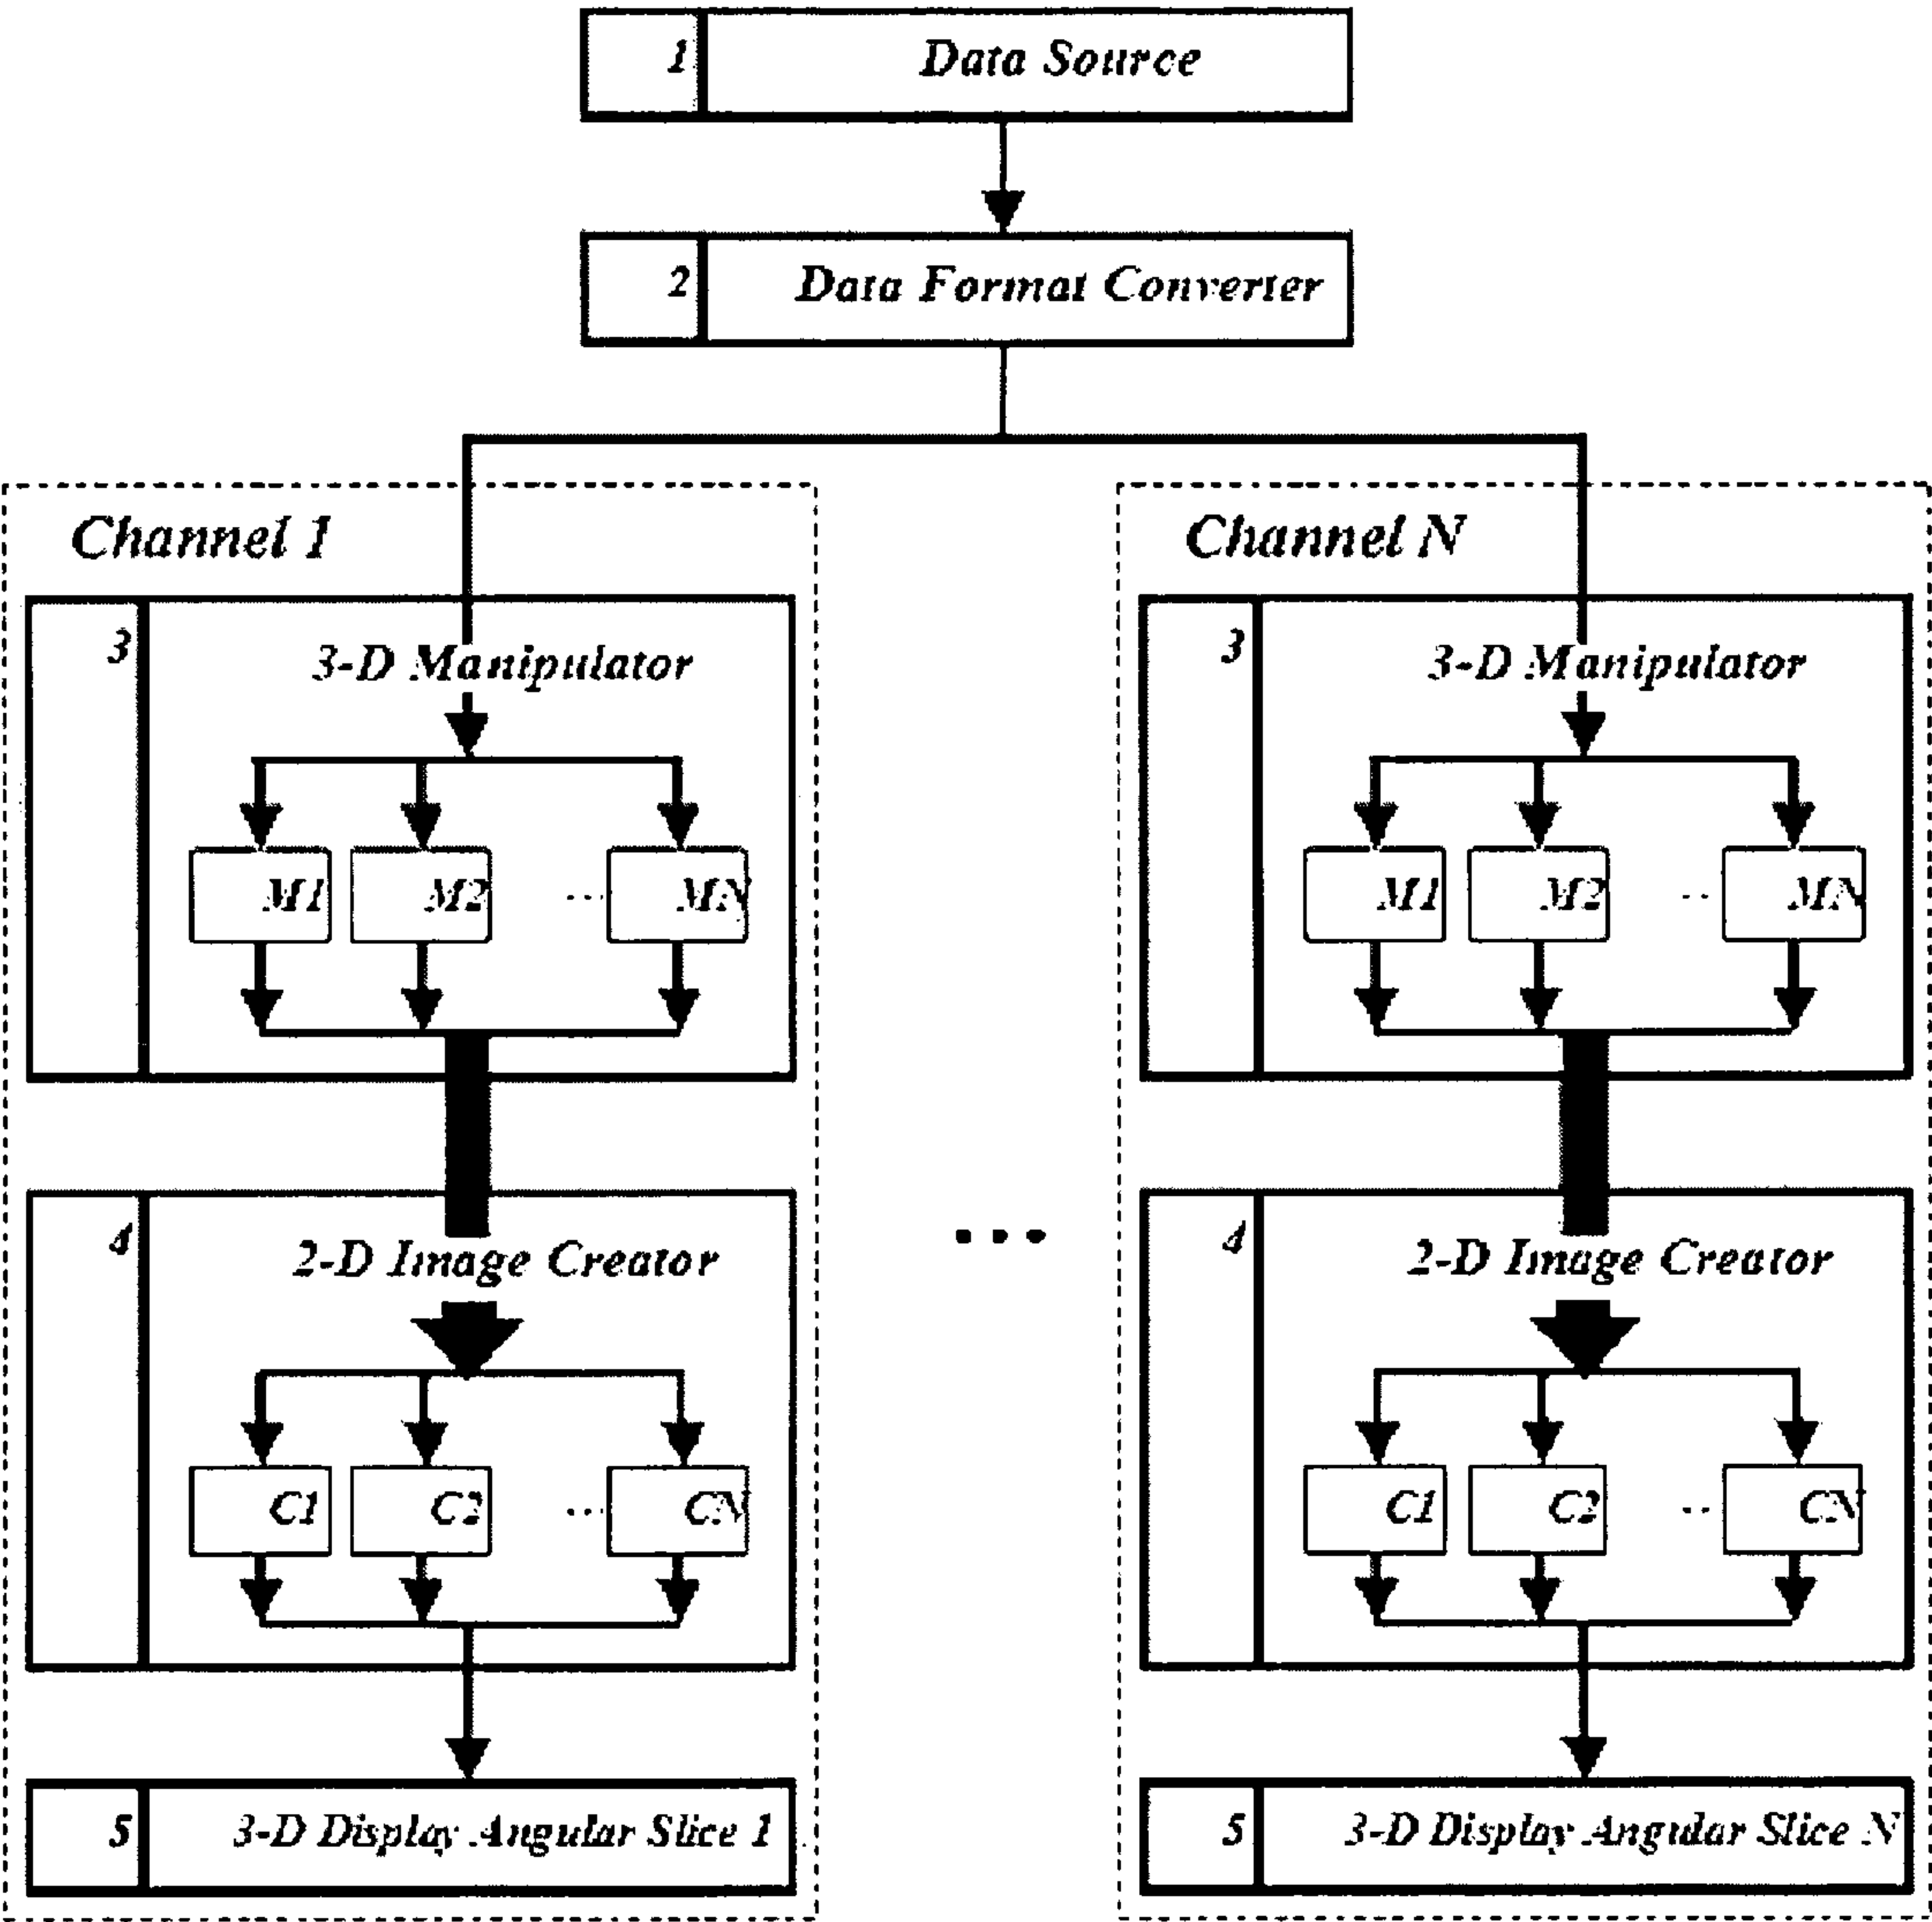 1 Data Source
2 Data Format Converter
Channel 1
3 3-D Manipulator
M1 M2 ... MN
4 2-D Image Creator
C1 C2 ... CN
5 3-D Display Angular Slice 1
...
Channel N
3 3-D Manipulator
M1 M2 ... MN
4 2-D Image Creator
C1 C2 ... CN
5 3-D Display Angular Slice N